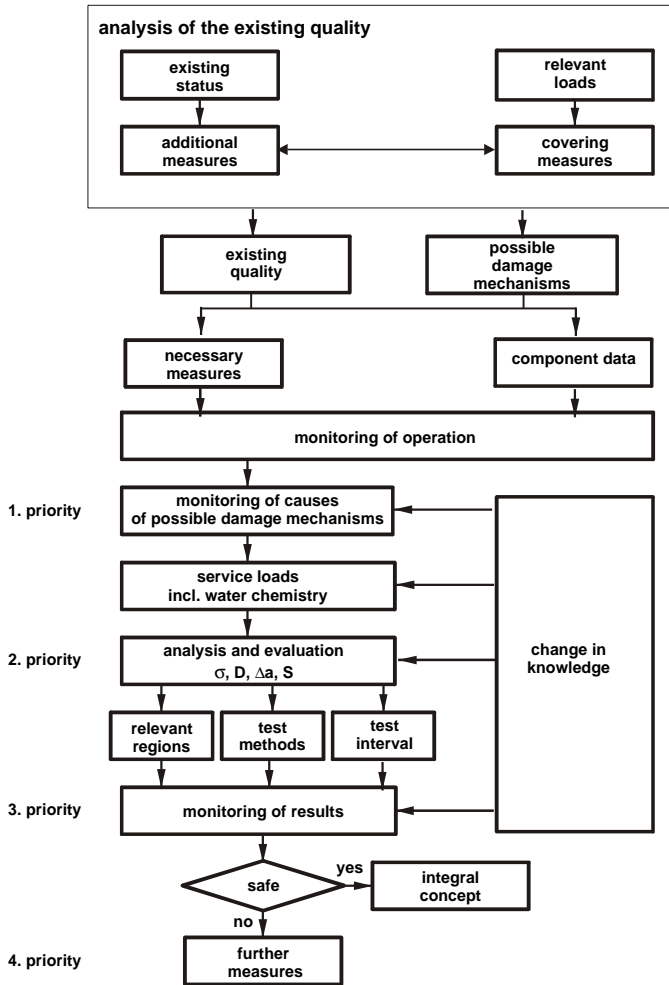 analysis of the existing quality
existing
status
relevant
loads
additional
measures
covering
measures
existing
quality
possible
damage
mechanisms
necessary
measures
component data
monitoring of operation
1. priority
monitoring of causes
of possible damage mechanisms
service loads
incl. water chemistry
change in
knowledge
2. priority
analysis and evaluation
σ, D, Δa, S
relevant
regions
test
methods
test
interval
3. priority
monitoring of results
safe
yes
integral
concept
no
4. priority
further
measures